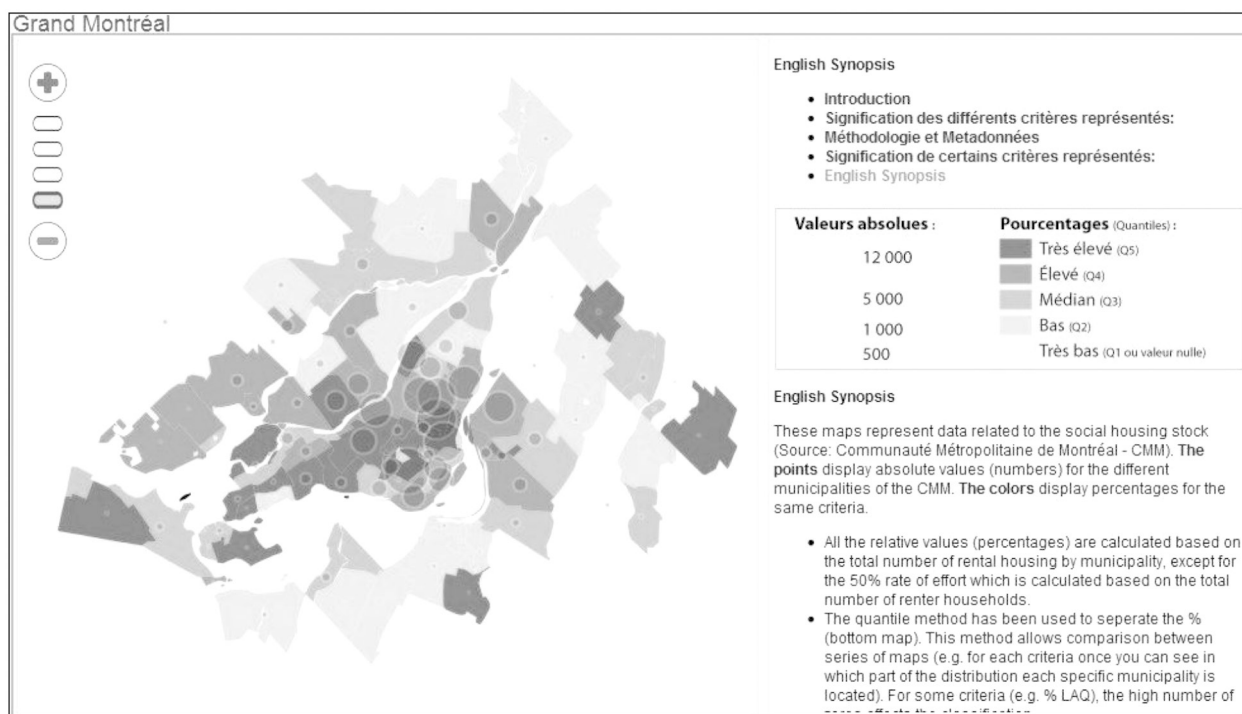 Grand Montréal
English Synopsis
• Introduction
• Signification des différents critères représentés:
• Méthodologie et Metadonnées
• Signification de certains critères représentés:
• English Synopsis
Valeurs absolues :
12 000
5 000
1 000
500
Pourcentages (Quantiles) :
Très élevé (Q5)
Élevé (Q4)
Médian (Q3)
Bas (Q2)
Très bas (Q1 ou valeur nulle)
English Synopsis
These maps represent data related to the social housing stock
(Source: Communauté Métropolitaine de Montréal - CMM). The
points display absolute values (numbers) for the different
municipalities of the CMM. The colors display percentages for the
same criteria.
• All the relative values (percentages) are calculated based on
the total number of rental housing by municipality, except for
the 50% rate of effort which is calculated based on the total
number of renter households.
• The quantile method has been used to seperate the %
(bottom map). This method allows comparison between
series of maps (e.g. for each criteria once you can see in
which part of the distribution each specific municipality is
located). For some criteria (e.g. % LAQ), the high number of